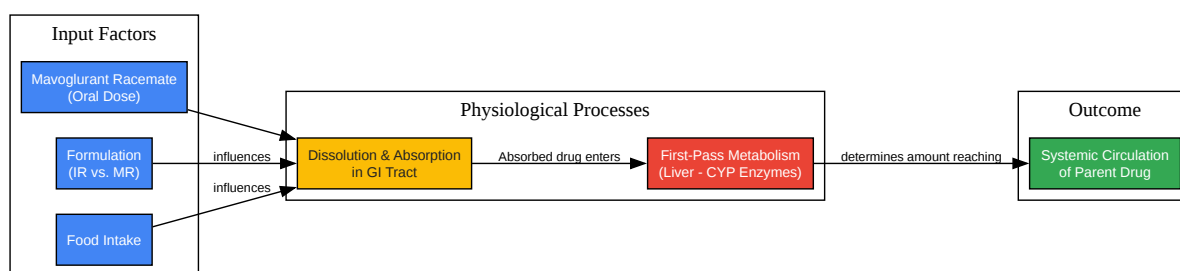 Input Factors
Mavoglurant Racemate
(Oral Dose)
Formulation
(IR vs. MR)
Food Intake
influences
influences
Physiological Processes
Dissolution & Absorption
in GI Tract
Absorbed drug enters
First-Pass Metabolism
(Liver - CYP Enzymes)
determines amount reaching
Outcome
Systemic Circulation
of Parent Drug